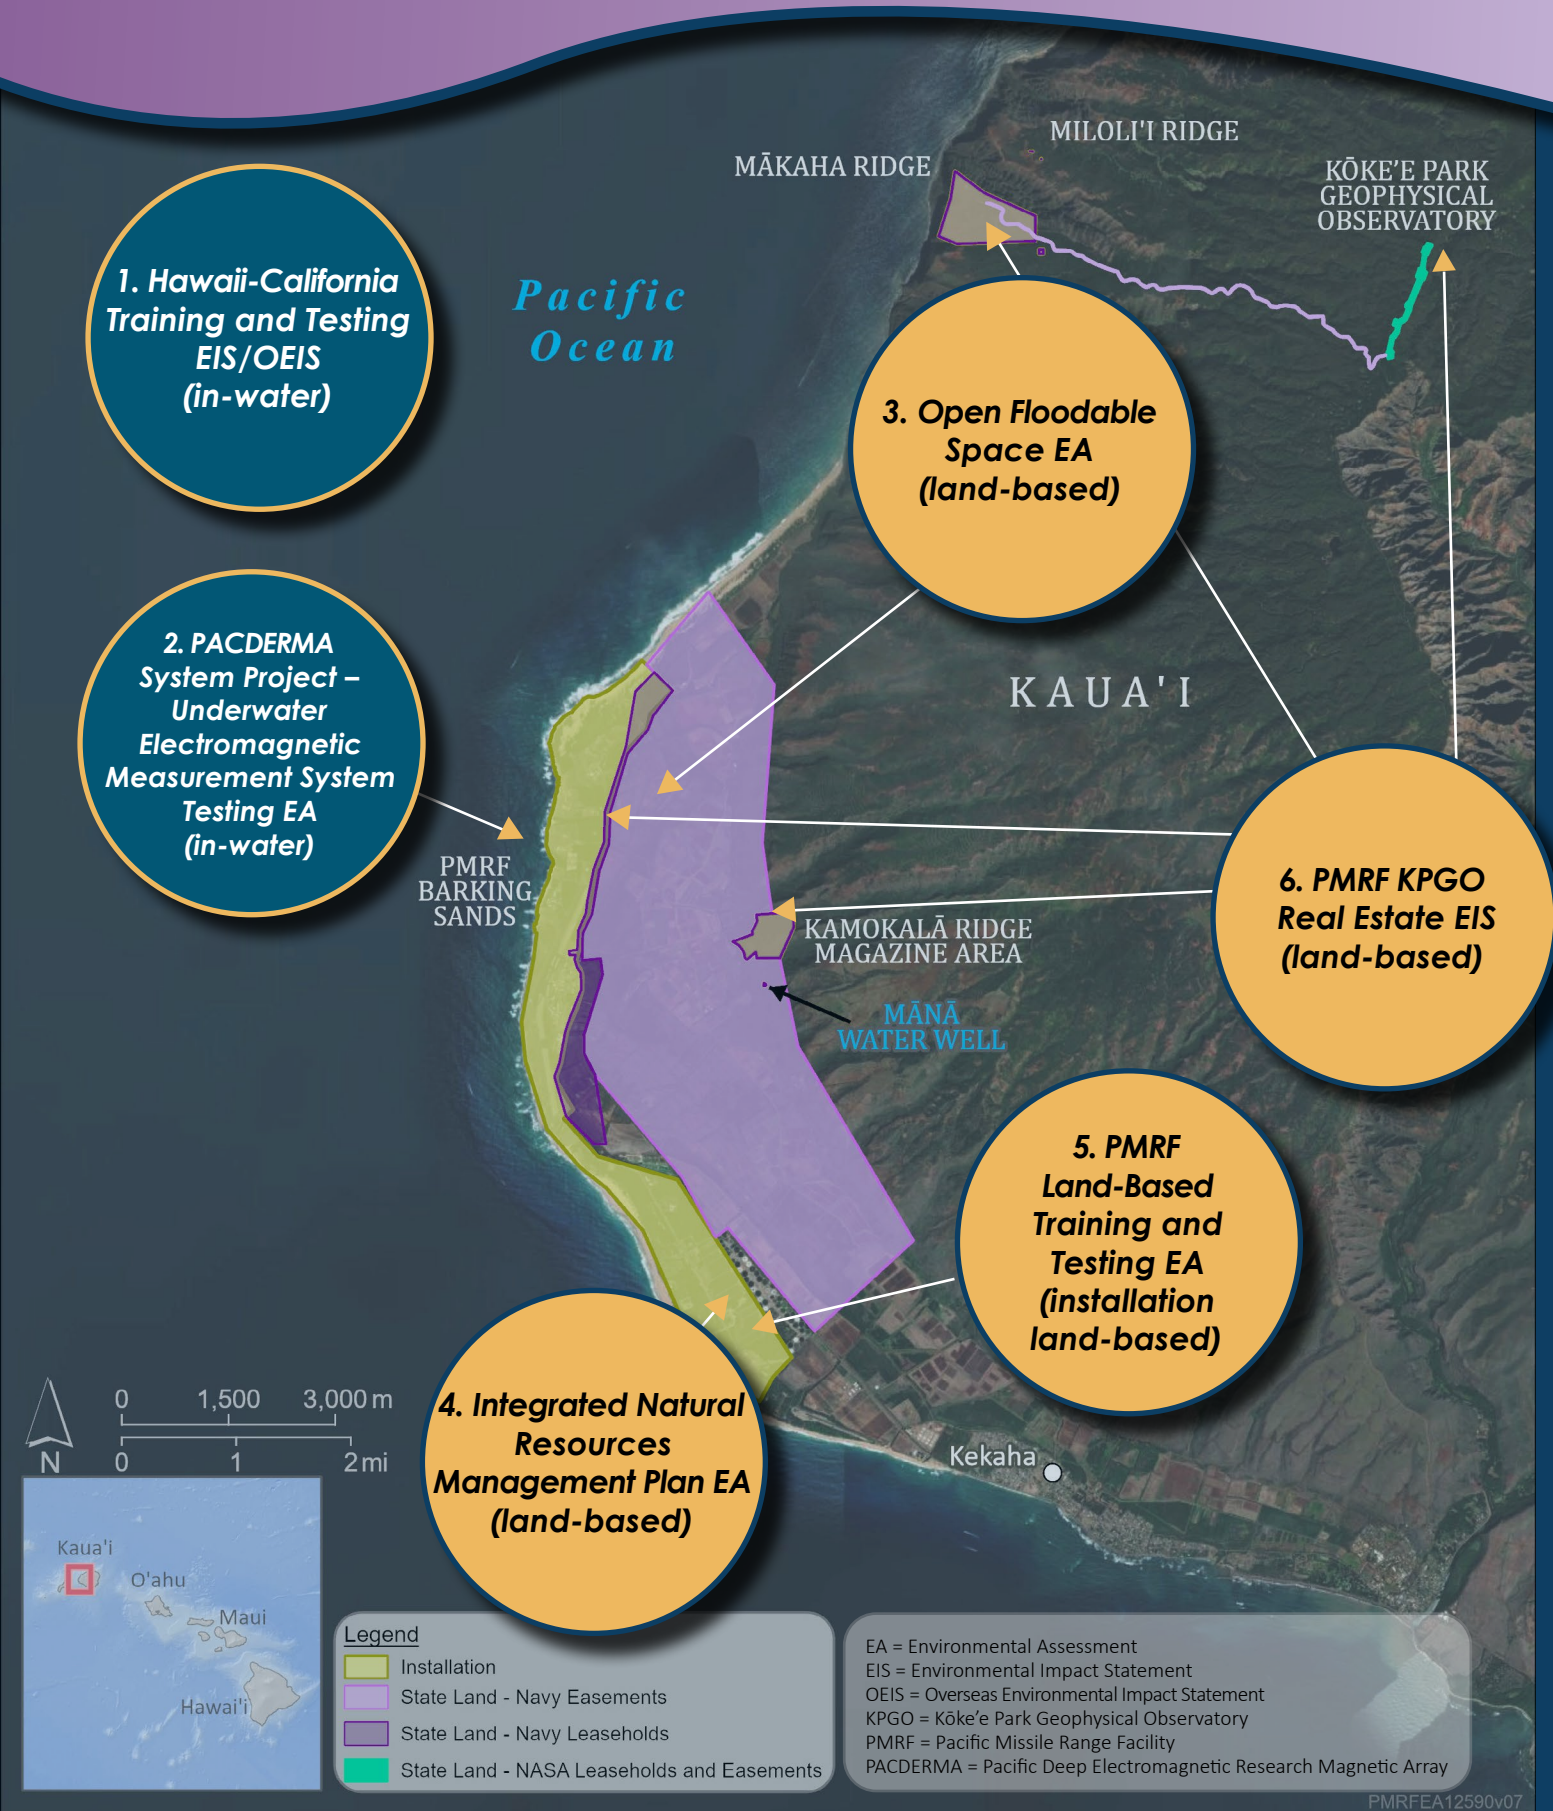 MILOLI'I RIDGE
MĀKAHA RIDGE
KŌKE'E PARK
GEOPHYSICAL
OBSERVATORY
1. Hawaii-California
Training and Testing
EIS/OEIS
(in-water)
Pacific
Ocean
3. Open Floodable
Space EA
(land-based)
2. PACDERMA
System Project –
Underwater
Electromagnetic
Measurement System
Testing EA
(in-water)
KAUA'I
PMRF
BARKING
SANDS
6. PMRF KPGO
Real Estate EIS
(land-based)
KAMOKALĀ RIDGE
MAGAZINE AREA
MĀNĀ
WATER WELL
5. PMRF
Land-Based
Training and
Testing EA
(installation
land-based)
4. Integrated Natural
Resources
Management Plan EA
(land-based)
Kekaha
0 1,500 3,000 m
N 0 1 2 mi
Kaua'i
O'ahu
Maui
Hawai'i
Legend
Installation
State Land - Navy Easements
State Land - Navy Leaseholds
State Land - NASA Leaseholds and Easements
EA = Environmental Assessment
EIS = Environmental Impact Statement
OEIS = Overseas Environmental Impact Statement
KPGO = Kōke’e Park Geophysical Observatory
PMRF = Pacific Missile Range Facility
PACDERMA = Pacific Deep Electromagnetic Research Magnetic Array
PMRFEA12590v07